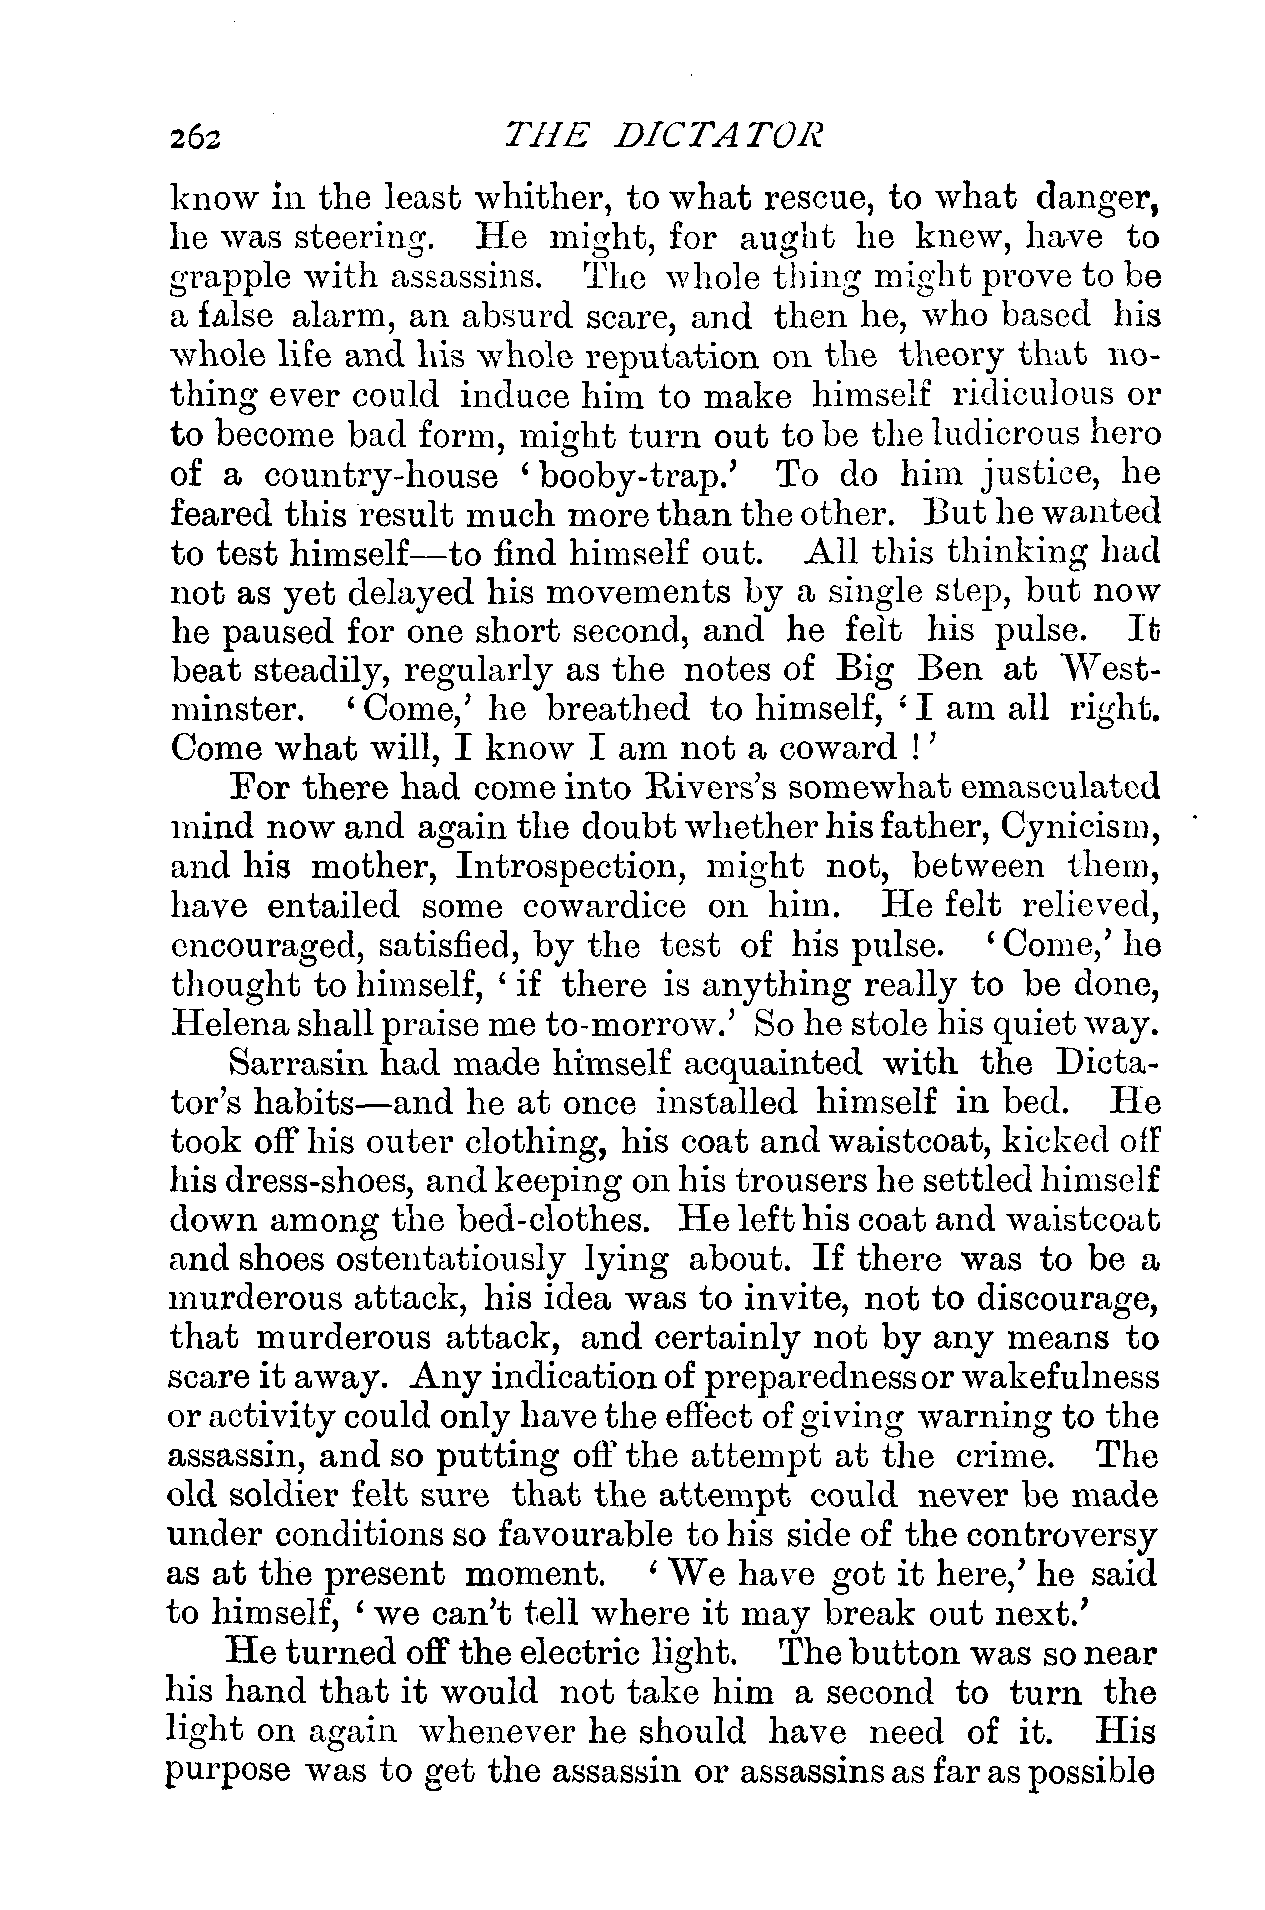 262 THE DICTATOR
know in the least whither, to what rescue, to what danger,
he was steering. He might, for aught he knew, have to
grapple with assassins. The whole thing might prove to be
a false alarm, an absurd scare, and then he, who based his
whole life and his whole reputation on the theory that no-
thing ever could induce him to make himself ridiculous or
to become bad form, might turn out to be the ludicrous hero
of a country-house ‘booby-trap.’ To do him justice, he
feared this result much more than the other. But he wanted
to test himself—to find himself out. All this thinking had
not as yet delayed his movements by a single step, but now
he paused for one short second, and he felt his pulse. It
beat steadily, regularly as the notes of Big Ben at West-
minster. ‘Come,’ he breathed to himself, ‘I am all right.
Come what will, I know I am not a coward!’
For there had come into Rivers's somewhat emasculated
mind now and again the doubt whether his father, Cynicism,
and his mother, Introspection, might not, between them,
have entailed some cowardice on him. He felt relieved,
encouraged, satisfied, by the test of his pulse. ‘Come,’ he
thought to himself, ‘if there is anything really to be done,
Helena shall praise me to-morrow.’ So he stole his quiet way.
Sarrasin had made himself acquainted with the Dicta-
tor's habits—and he at once installed himself in bed. He
took off his outer clothing, his coat and waistcoat, kicked off
his dress-shoes, and keeping on his trousers he settled himself
down among the bed-clothes. He left his coat and waistcoat
and shoes ostentatiously lying about. If there was to be a
murderous attack, his idea was to invite, not to discourage,
that murderous attack, and certainly not by any means to
scare it away. Any indication of preparedness or wakefulness
or activity could only have the effect of giving warning to the
assassin, and so putting off the attempt at the crime. The
old soldier felt sure that the attempt could never be made
under conditions so favourable to his side of the controversy
as at the present moment. ‘We have got it here,’ he said
to himself, ‘we can't tell where it may break out next.’
He turned off the electric light. The button was so near
his hand that it would not take him a second to turn the
light on again whenever he should have need of it. His
purpose was to get the assassin or assassins as far as possible